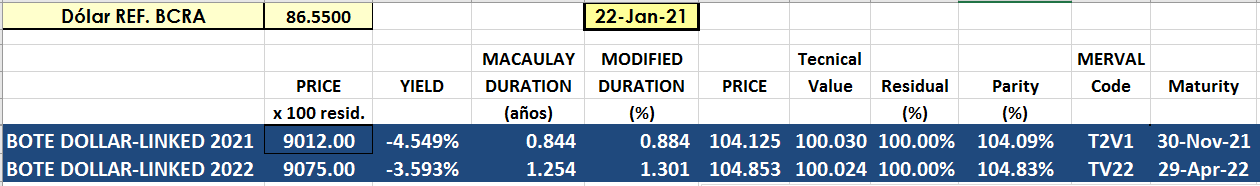 Dólar REF. BCRA 86.5500 22-Jan-21
MACAULAY MODIFIED Tecnical MERVAL
PRICE YIELD DURATION DURATION PRICE Value Residual Parity Code Maturity
x 100 resid. (años) (%) (%) (%)
BOTE DOLLAR-LINKED 2021 9012.00 -4.549% 0.844 0.884 104.125 100.030 100.00% 104.09% T2V1 30-Nov-21
BOTE DOLLAR-LINKED 2022 9075.00 -3.593% 1.254 1.301 104.853 100.024 100.00% 104.83% TV22 29-Apr-22